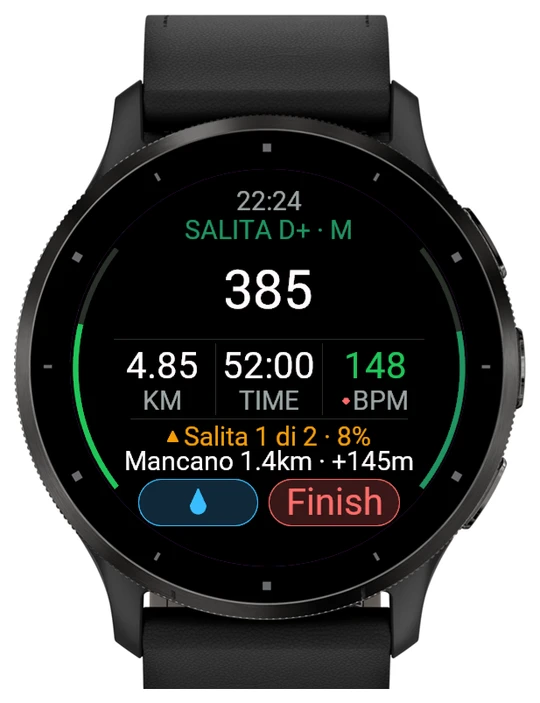 22:24
SALITA D+ · M
385
4.85 52:00 148
KM TIME BPM
Salita 1 di 2 · 8%
Mancano 1.4km · +145m
Finish